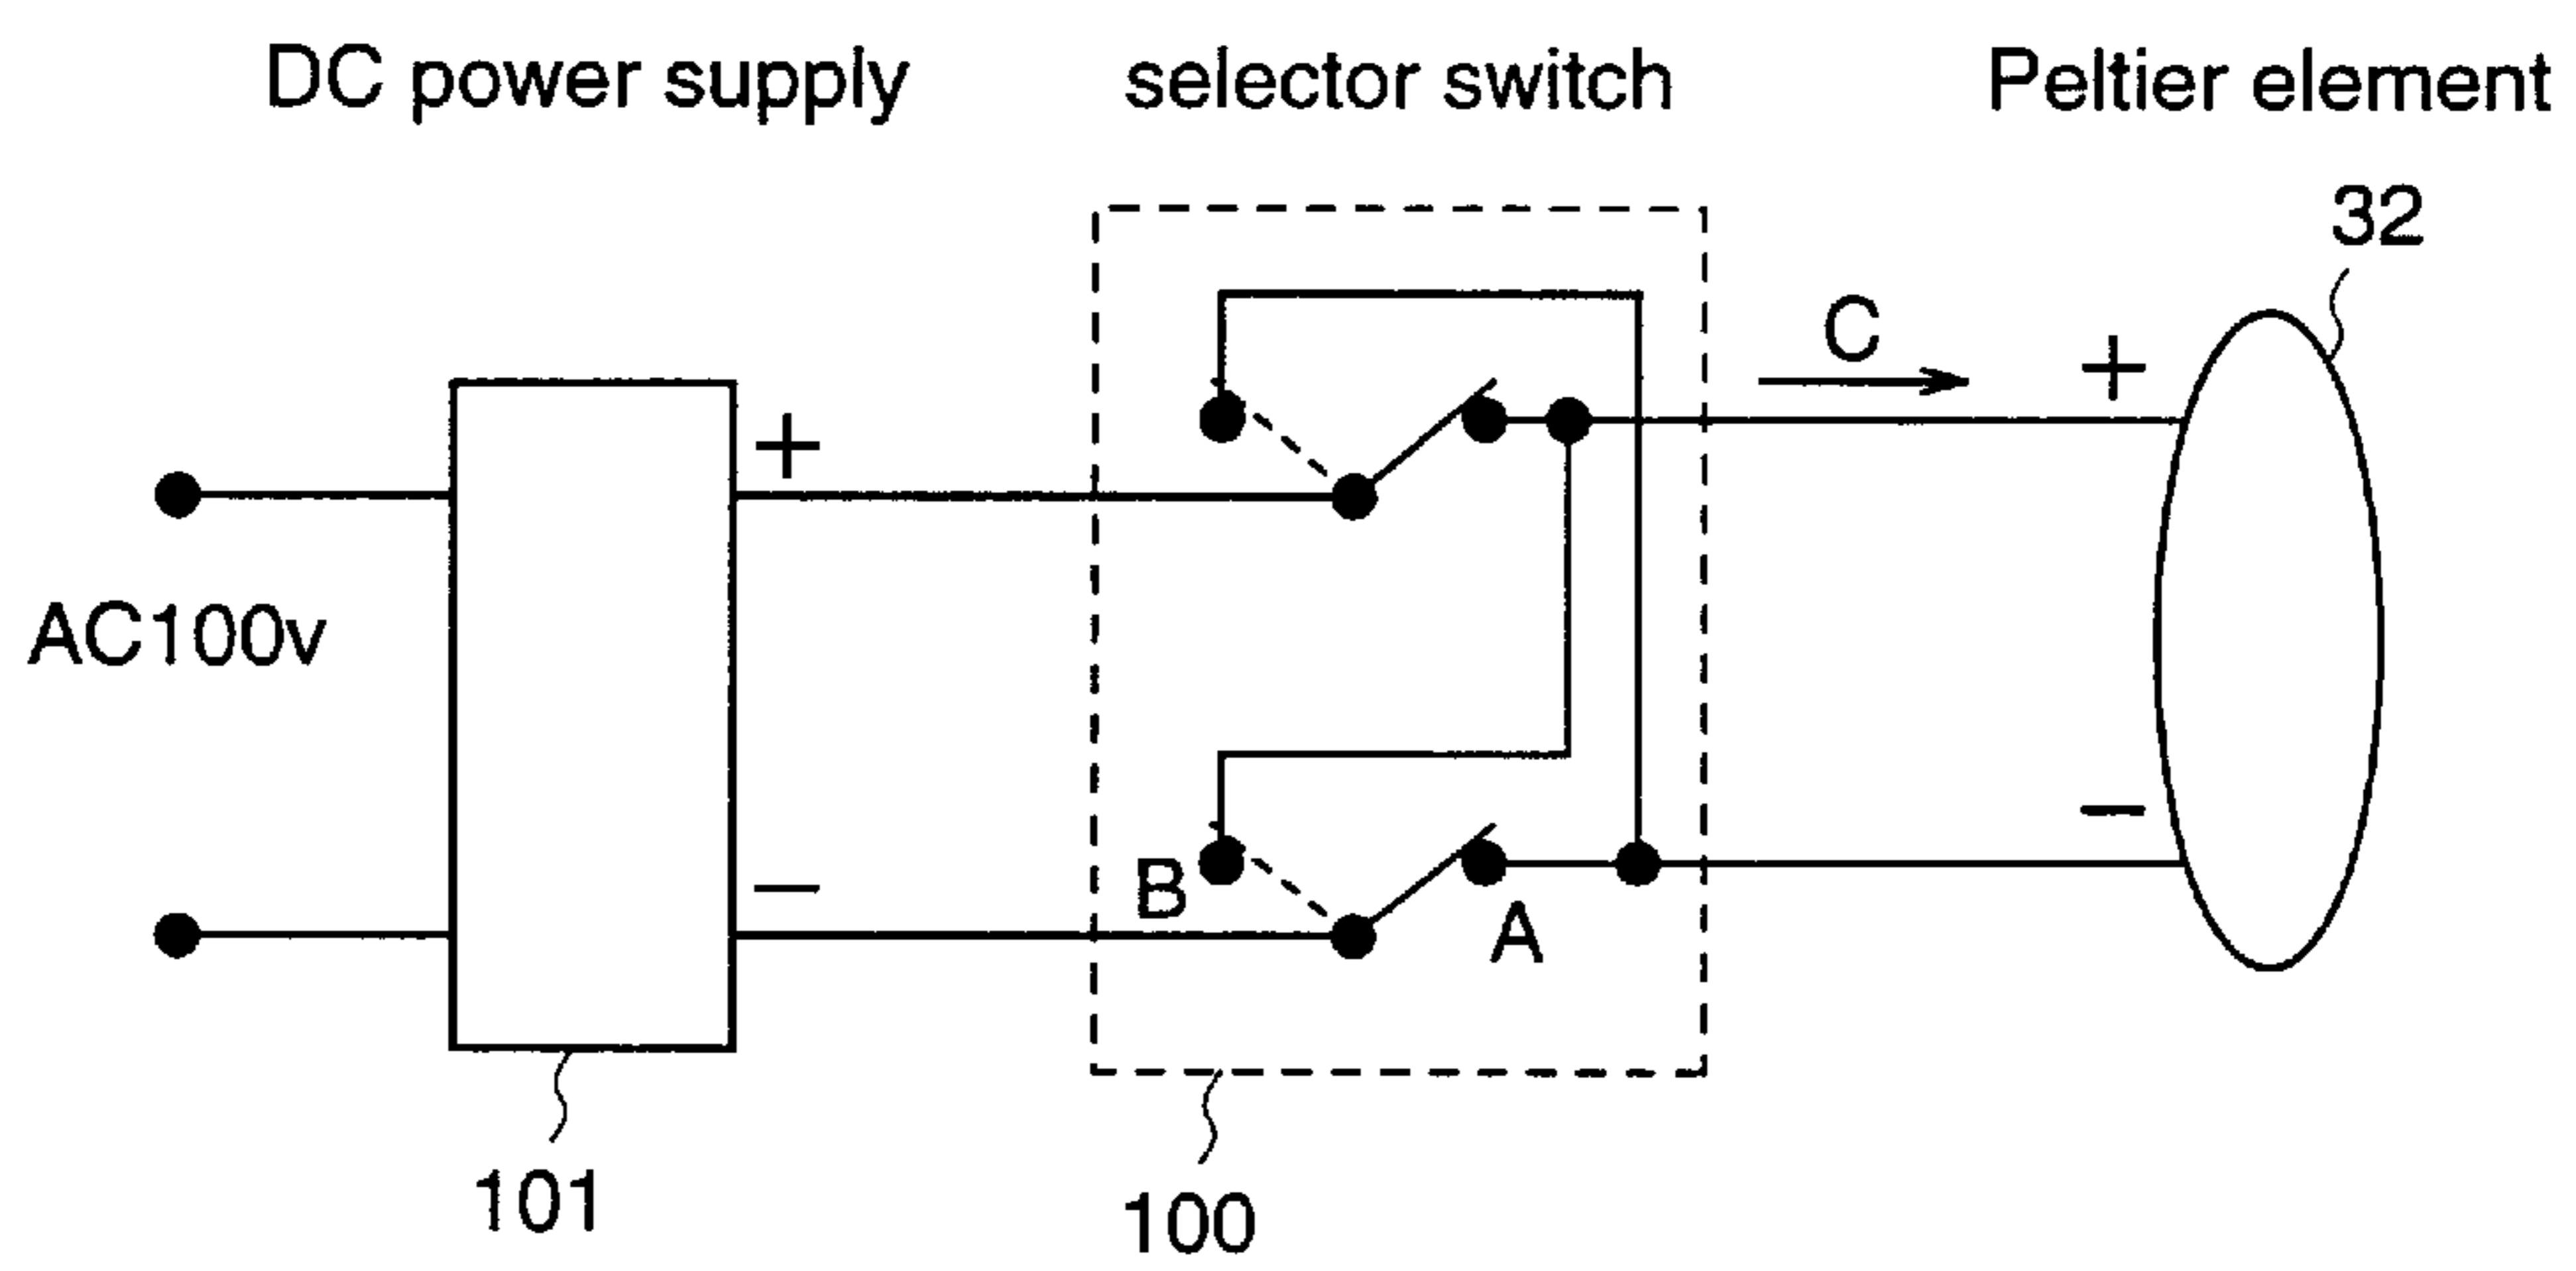 DC power supply
selector switch
Peltier element
32
C
+
+
AC100v
−
B
−
A
101
100